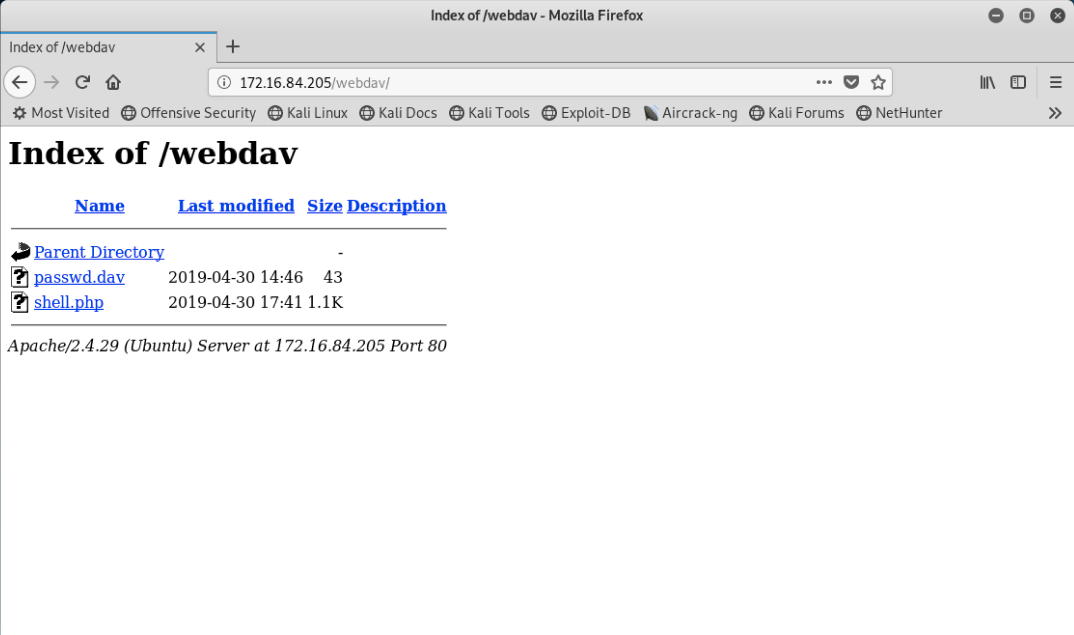 Index of /webdav - Mozilla Firefox
Index of /webdav
172.16.84.205/webdav/
Most Visited Offensive Security Kali Linux Kali Docs Kali Tools Exploit-DB Aircrack-ng Kali Forums NetHunter
Index of /webdav
Name Last modified Size Description
Parent Directory -
passwd.dav 2019-04-30 14:46 43
shell.php 2019-04-30 17:41 1.1K
Apache/2.4.29 (Ubuntu) Server at 172.16.84.205 Port 80